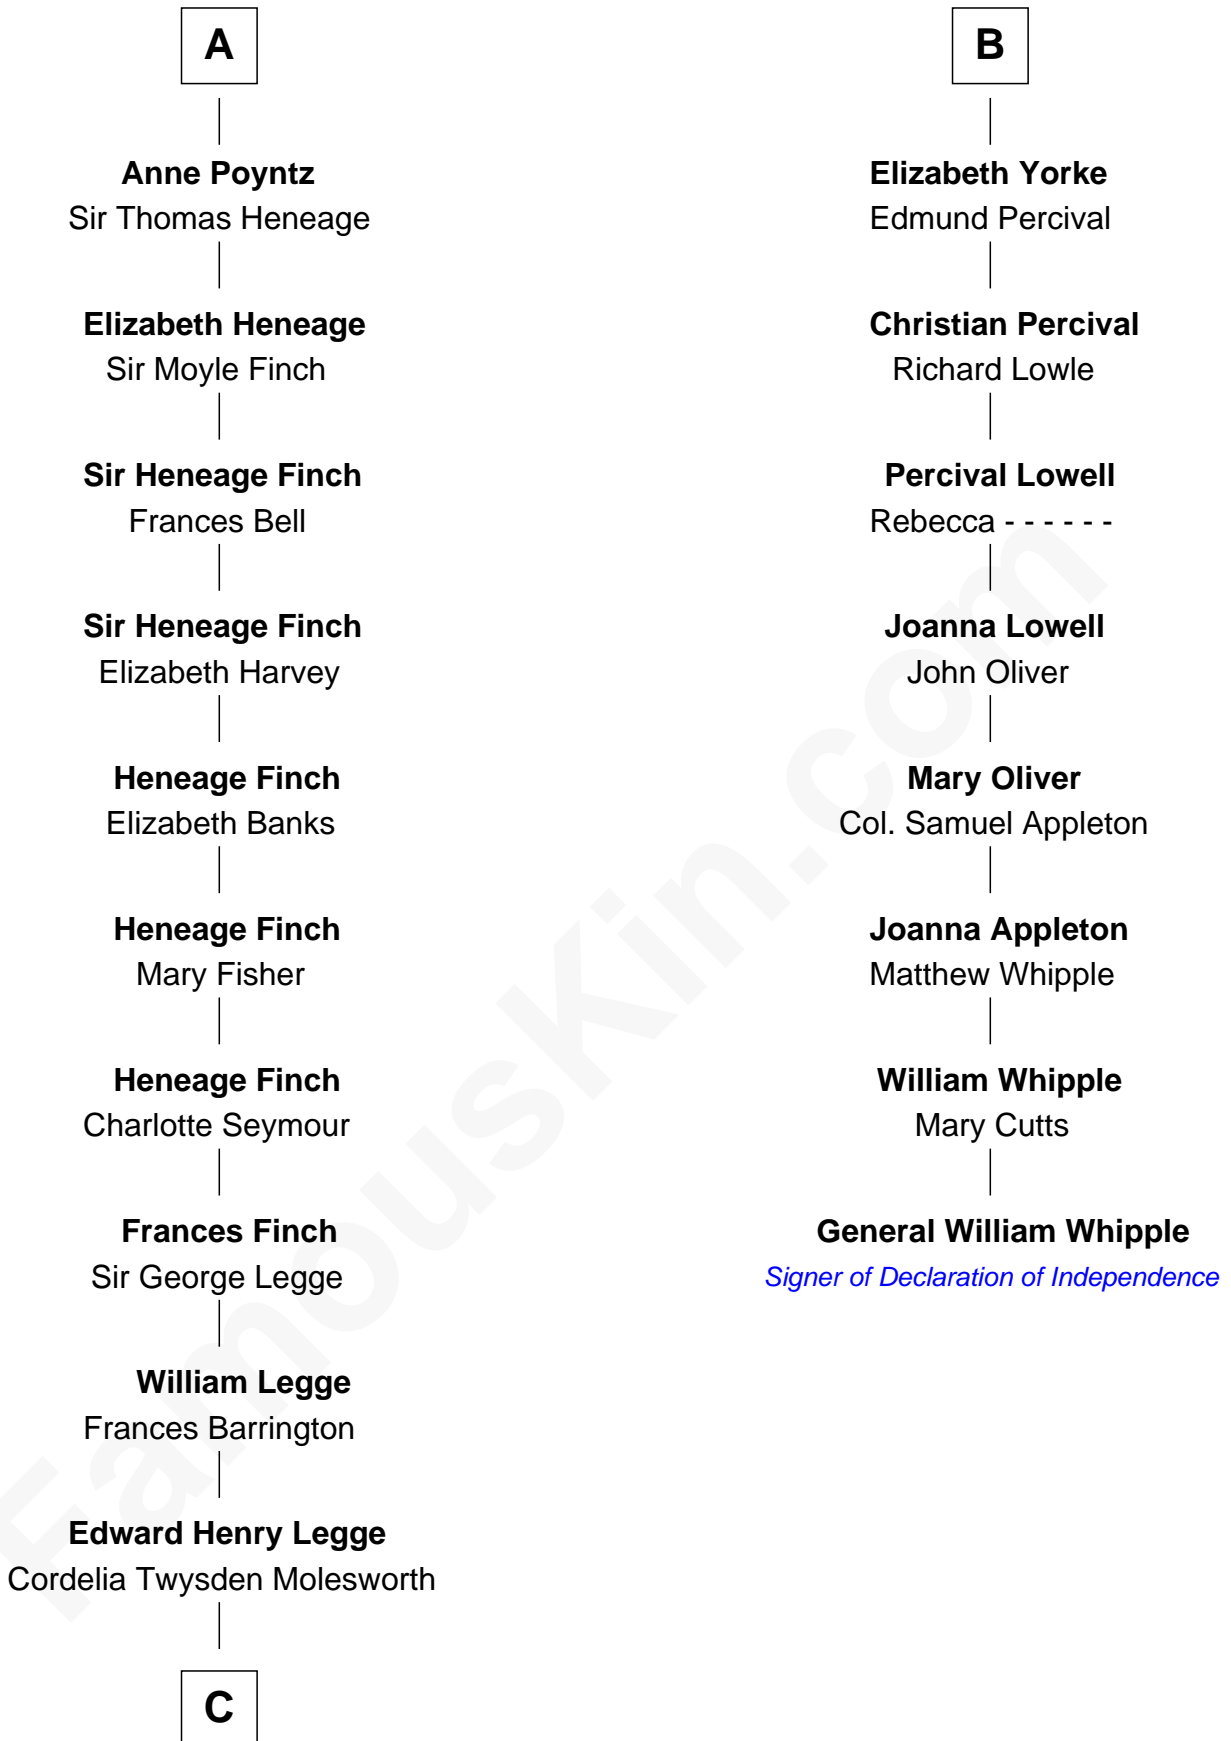 A
Anne Poyntz
Sir Thomas Heneage
Elizabeth Heneage
Sir Moyle Finch
Sir Heneage Finch
Frances Bell
Sir Heneage Finch
Elizabeth Harvey
Heneage Finch
Elizabeth Banks
Heneage Finch
Mary Fisher
Heneage Finch
Charlotte Seymour
Frances Finch
Sir George Legge
William Legge
Frances Barrington
Edward Henry Legge
Cordelia Twysden Molesworth
C
B
Elizabeth Yorke
Edmund Percival
Christian Percival
Richard Lowle
Percival Lowell
Rebecca - - - - - -
Joanna Lowell
John Oliver
Mary Oliver
Col. Samuel Appleton
Joanna Appleton
Matthew Whipple
William Whipple
Mary Cutts
General William Whipple
Signer of Declaration of Independence
FamousKin.com